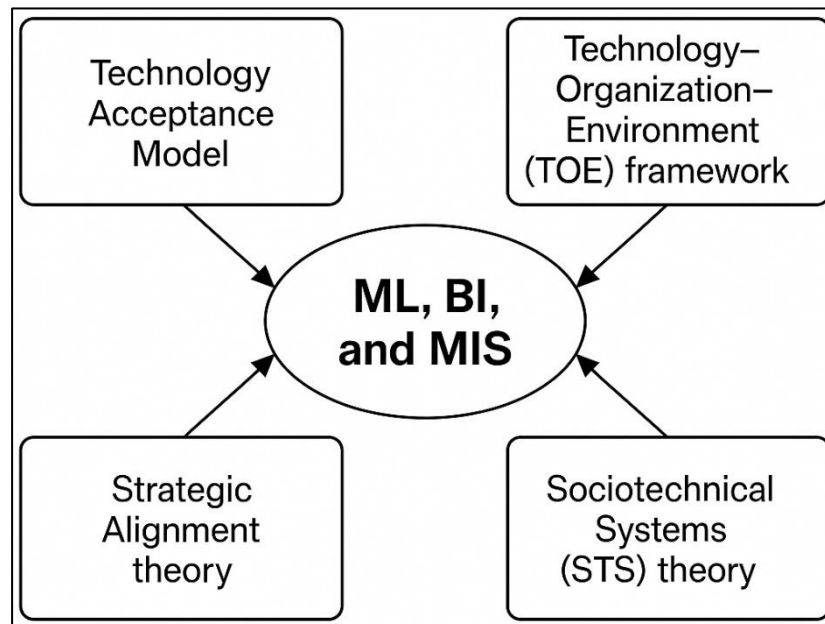 Technology
Acceptance
Model
Technology–
Organization–
Environment
(TOE) framework
ML, BI,
and MIS
Strategic
Alignment
theory
Sociotechnical
Systems
(STS) theory